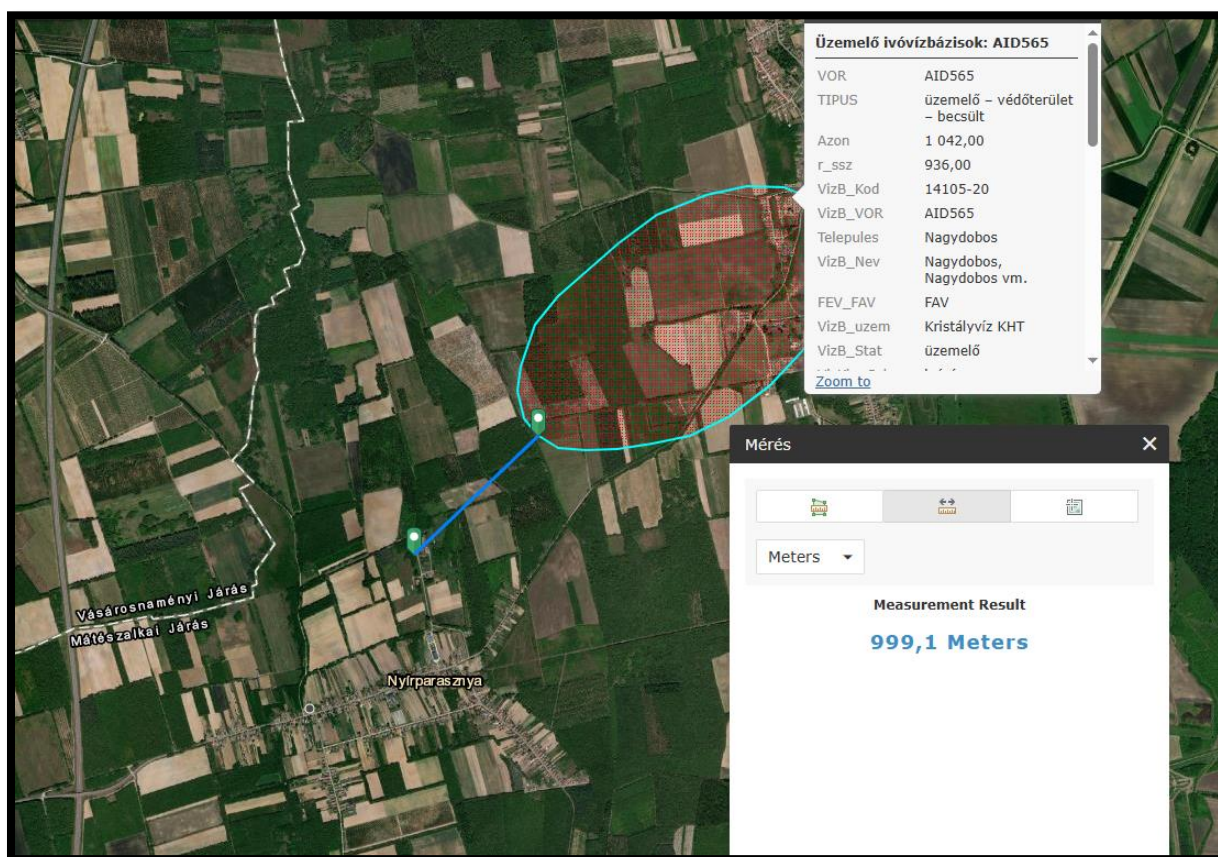 Üzemelő ivóvízbázisok: AID565
VOR AID565
TIPUS üzemelő – védőterület
– becsült
Azon 1 042,00
r_ssz 936,00
VizB_Kod 14105-20
VizB_VOR AID565
Telepules Nagydobos
VizB_Nev Nagydobos,
Nagydobos vm.
FEV_FAV FAV
VizB_uzem Kristályvíz KHT
VizB_Stat üzemelő
Zoom to
Mérés
Meters
Measurement Result
999,1 Meters
Vásárosnaményi Járás
Mátészalkai Járás
Nyírparasznya